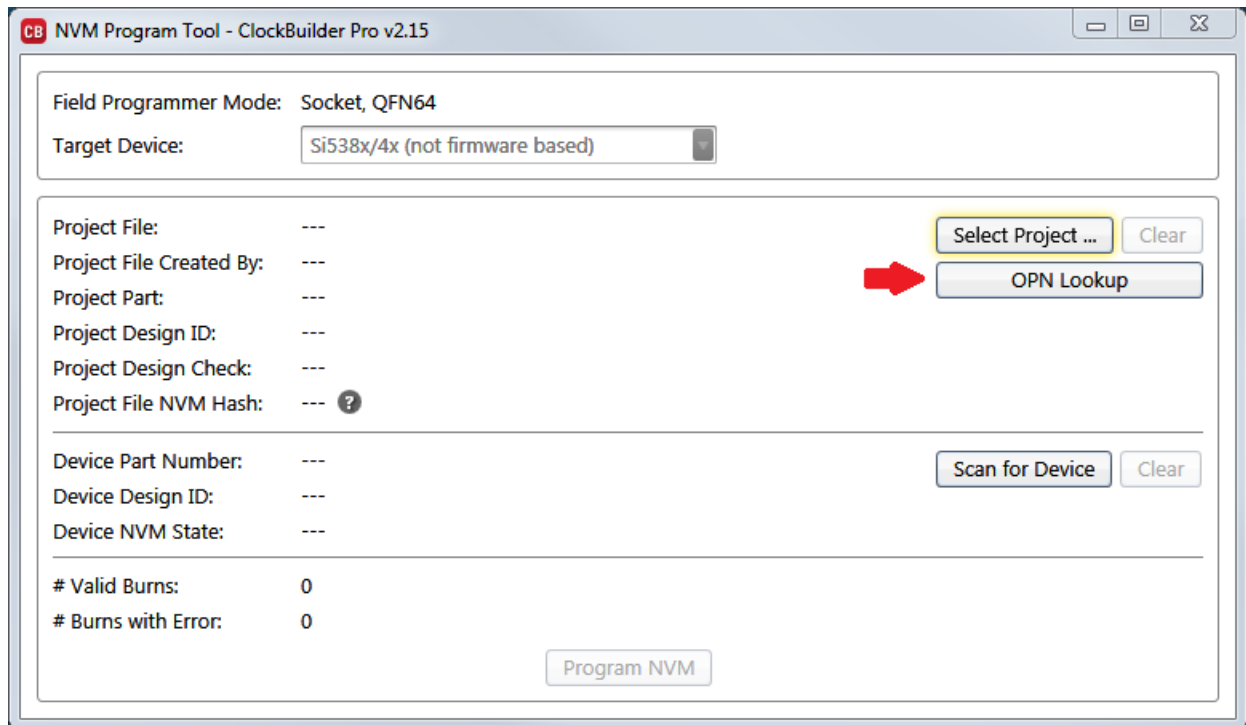 CB NVM Program Tool - ClockBuilder Pro v2.15
Field Programmer Mode: Socket, QFN64
Target Device: Si538x/4x (not firmware based)
Project File: --- Select Project ... Clear
Project File Created By: --- OPN Lookup
Project Part: ---
Project Design ID: ---
Project Design Check: ---
Project File NVM Hash: --- ?
Device Part Number: --- Scan for Device Clear
Device Design ID: ---
Device NVM State: ---
# Valid Burns: 0
# Burns with Error: 0
Program NVM